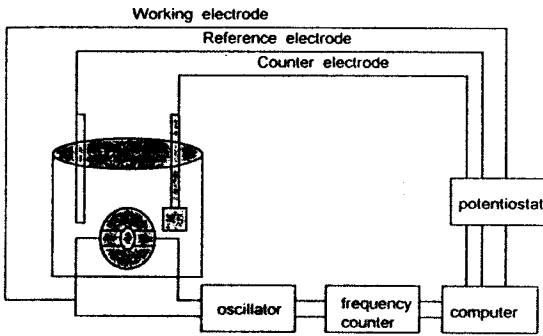 Working electrode
Reference electrode
Counter electrode
potentiostat
oscillator
frequency
counter
computer